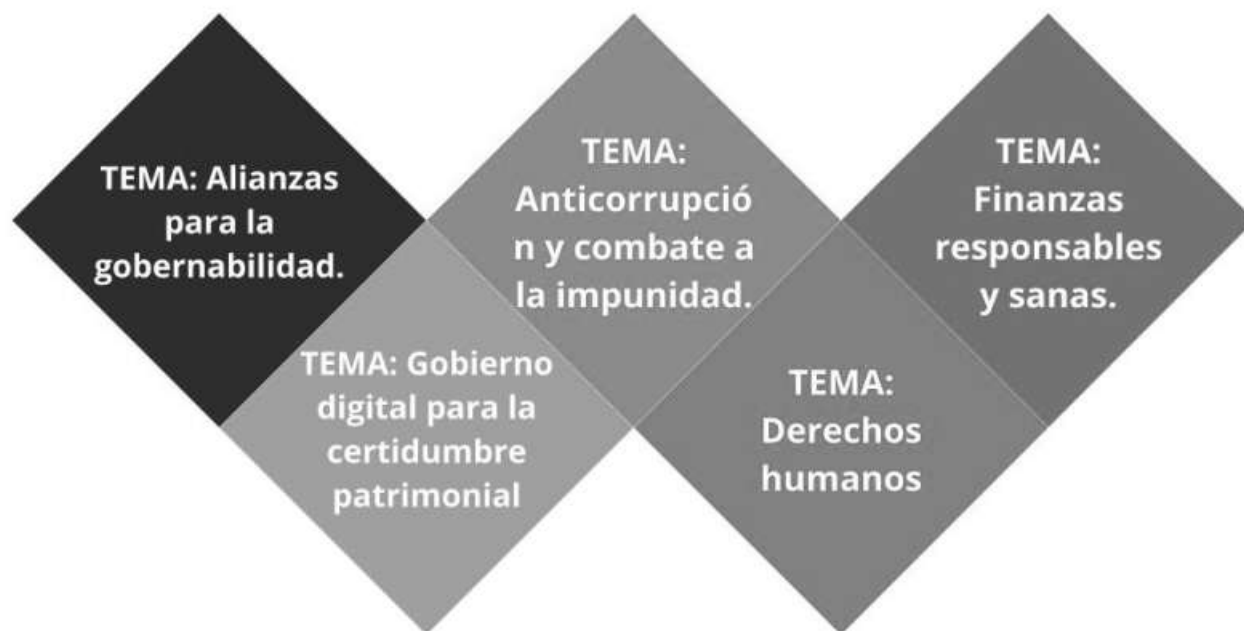 TEMA: Alianzas
para la
gobernabilidad.
TEMA: Gobierno
digital para la
certidumbre
patrimonial
TEMA:
Anticorrupció
n y combate a
la impunidad.
TEMA:
Derechos
humanos
TEMA:
Finanzas
responsables
y sanas.